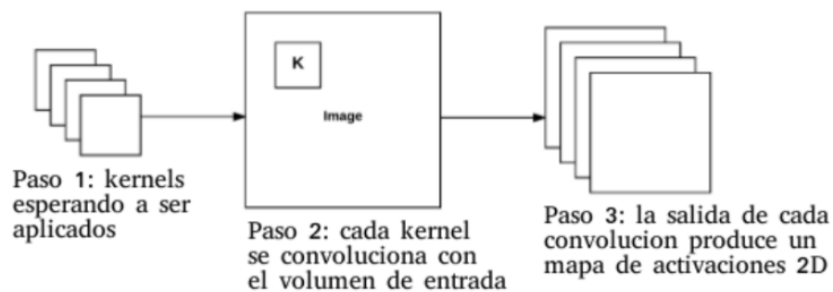 K
Image
Paso 1: kernels
esperando a ser
aplicados
Paso 2: cada kernel
se convoluciona con
el volumen de entrada
Paso 3: la salida de cada
convolucion produce un
mapa de activaciones 2D